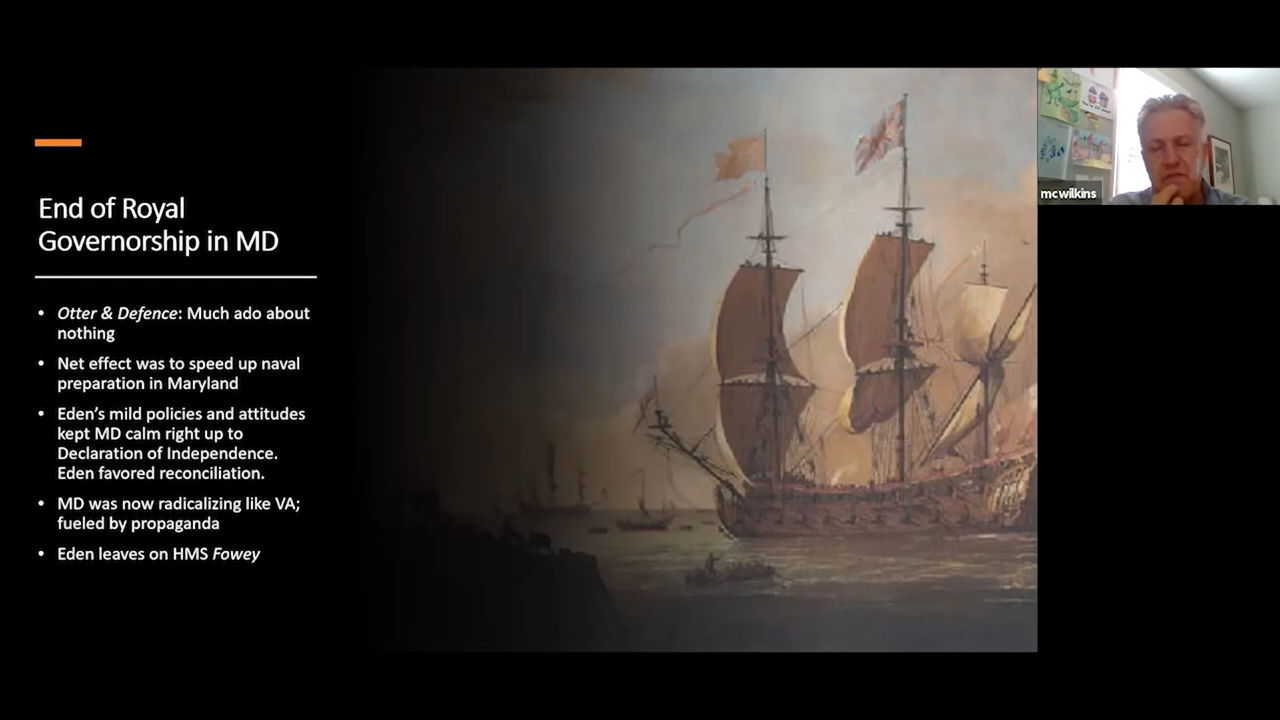 End of Royal
Governorship in MD
• Otter & Defence: Much ado about
nothing
• Net effect was to speed up naval
preparation in Maryland
• Eden’s mild policies and attitudes
kept MD calm right up to
Declaration of Independence.
Eden favored reconciliation.
• MD was now radicalizing like VA;
fueled by propaganda
• Eden leaves on HMS Fowey
mcwilkins